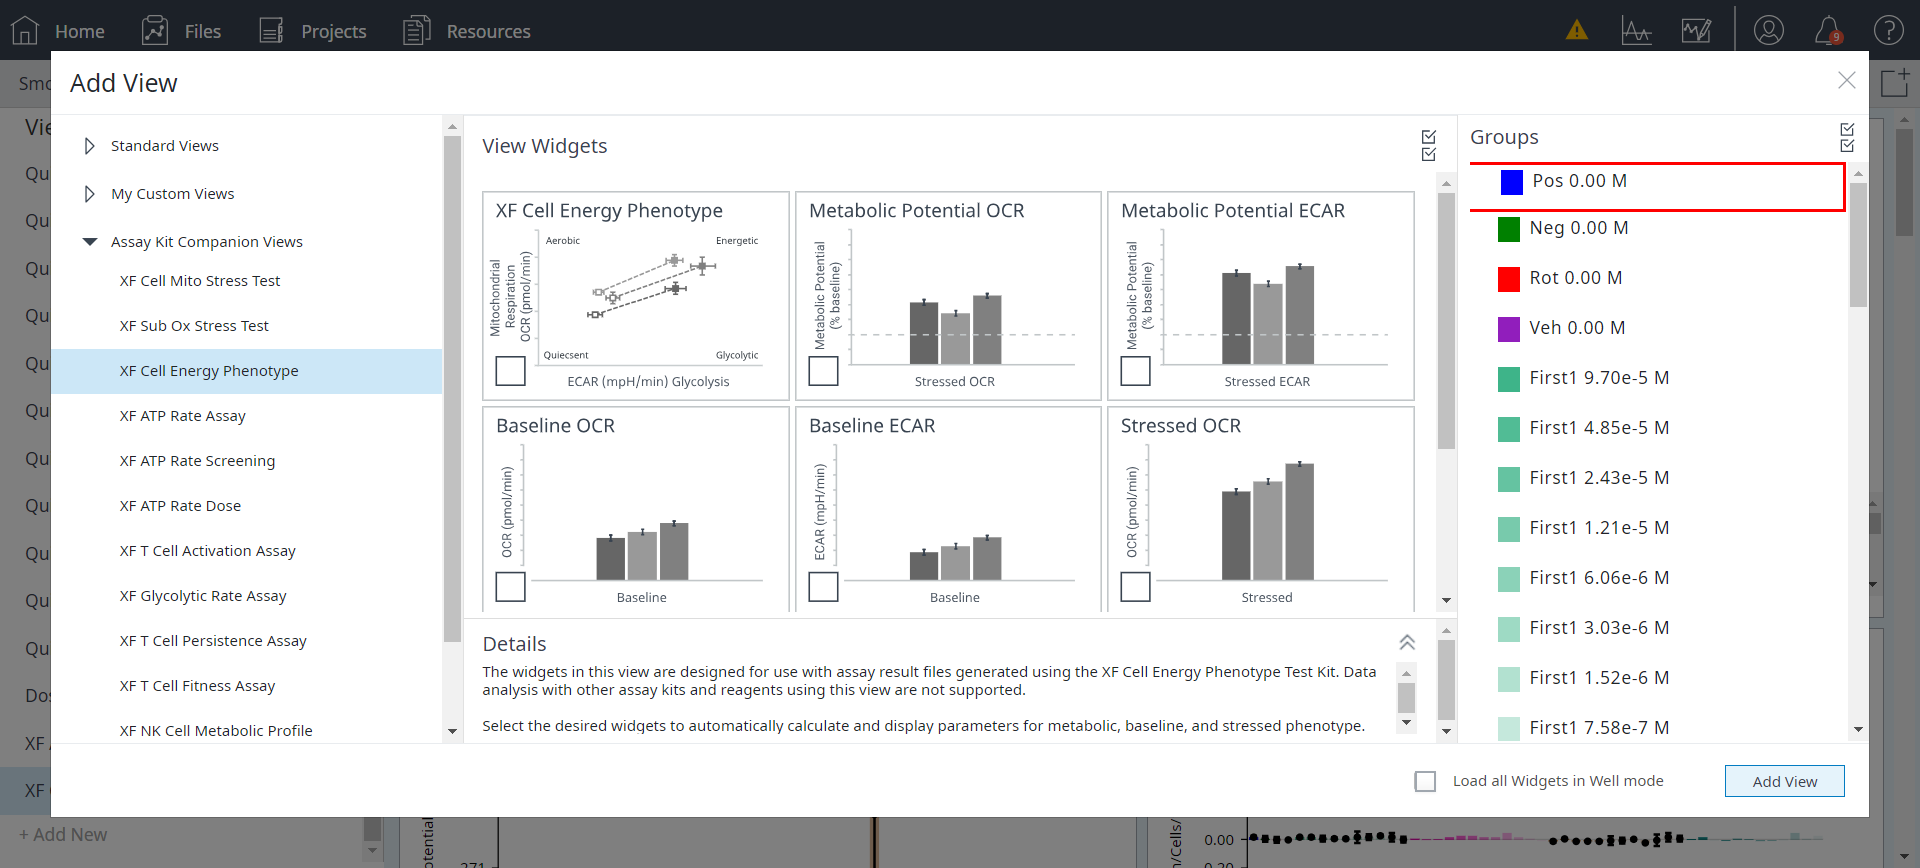 Home
Files
Projects
Resources
9
Add View
Standard Views
My Custom Views
Assay Kit Companion Views
XF Cell Mito Stress Test
XF Sub Ox Stress Test
XF Cell Energy Phenotype
XF ATP Rate Assay
XF ATP Rate Screening
XF ATP Rate Dose
XF T Cell Activation Assay
XF Glycolytic Rate Assay
XF T Cell Persistence Assay
XF T Cell Fitness Assay
XF NK Cell Metabolic Profile
View Widgets
XF Cell Energy Phenotype
Aerobic
Energetic
Mitochondrial
Respiration
OCR (pmol/min)
Quiecsent
Glycolytic
ECAR (mpH/min) Glycolysis
Metabolic Potential OCR
Metabolic Potential
(% baseline)
Stressed OCR
Metabolic Potential ECAR
Metabolic Potential
(% baseline)
Stressed ECAR
Baseline OCR
OCR (pmol/min)
Baseline
Baseline ECAR
ECAR (mpH/min)
Baseline
Stressed OCR
OCR (pmol/min)
Stressed
Details
The widgets in this view are designed for use with assay result files generated using the XF Cell Energy Phenotype Test Kit. Data
analysis with other assay kits and reagents using this view are not supported.
Select the desired widgets to automatically calculate and display parameters for metabolic, baseline, and stressed phenotype.
Groups
Pos 0.00 M
Neg 0.00 M
Rot 0.00 M
Veh 0.00 M
First1 9.70e-5 M
First1 4.85e-5 M
First1 2.43e-5 M
First1 1.21e-5 M
First1 6.06e-6 M
First1 3.03e-6 M
First1 1.52e-6 M
First1 7.58e-7 M
Load all Widgets in Well mode
Add View
Smo
Vie
Qu
Qu
Qu
Qu
Qu
Qu
Qu
Qu
Qu
Qu
Qu
Dos
XF
XF
+ Add New
otential
271
n/Cells/
0.00
0.20